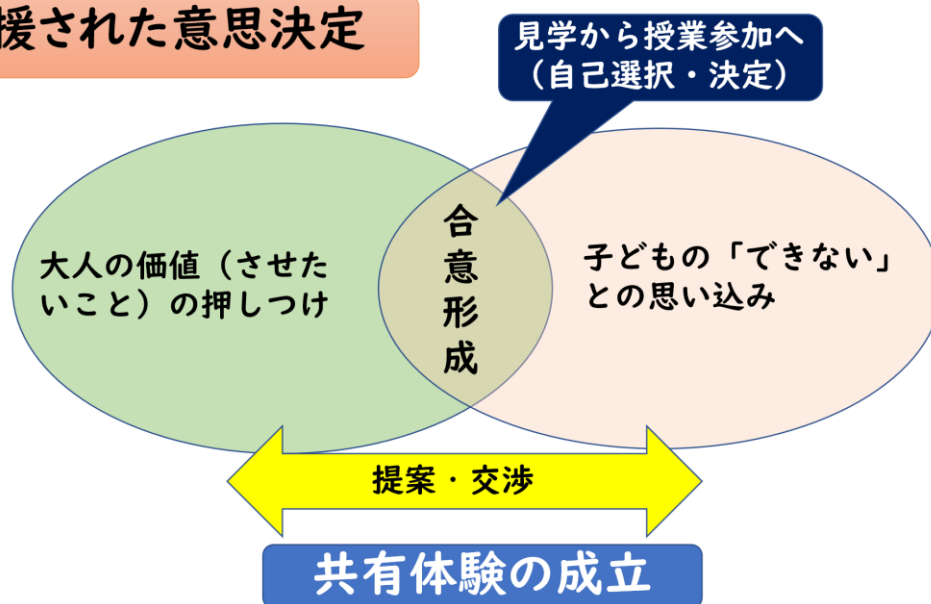 援された意思決定
見学から授業参加へ
（自己選択・決定）
大人の価値（させた
いこと）の押しつけ
合意形成
子どもの「できない」
との思い込み
提案・交渉
共有体験の成立